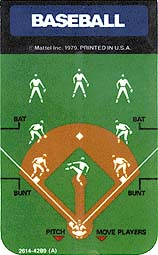 BASEBALL
© Mattel Inc. 1979. PRINTED IN U.S.A.
BAT BAT
BUNT BUNT
PITCH MOVE PLAYERS
2614-4289 (A)